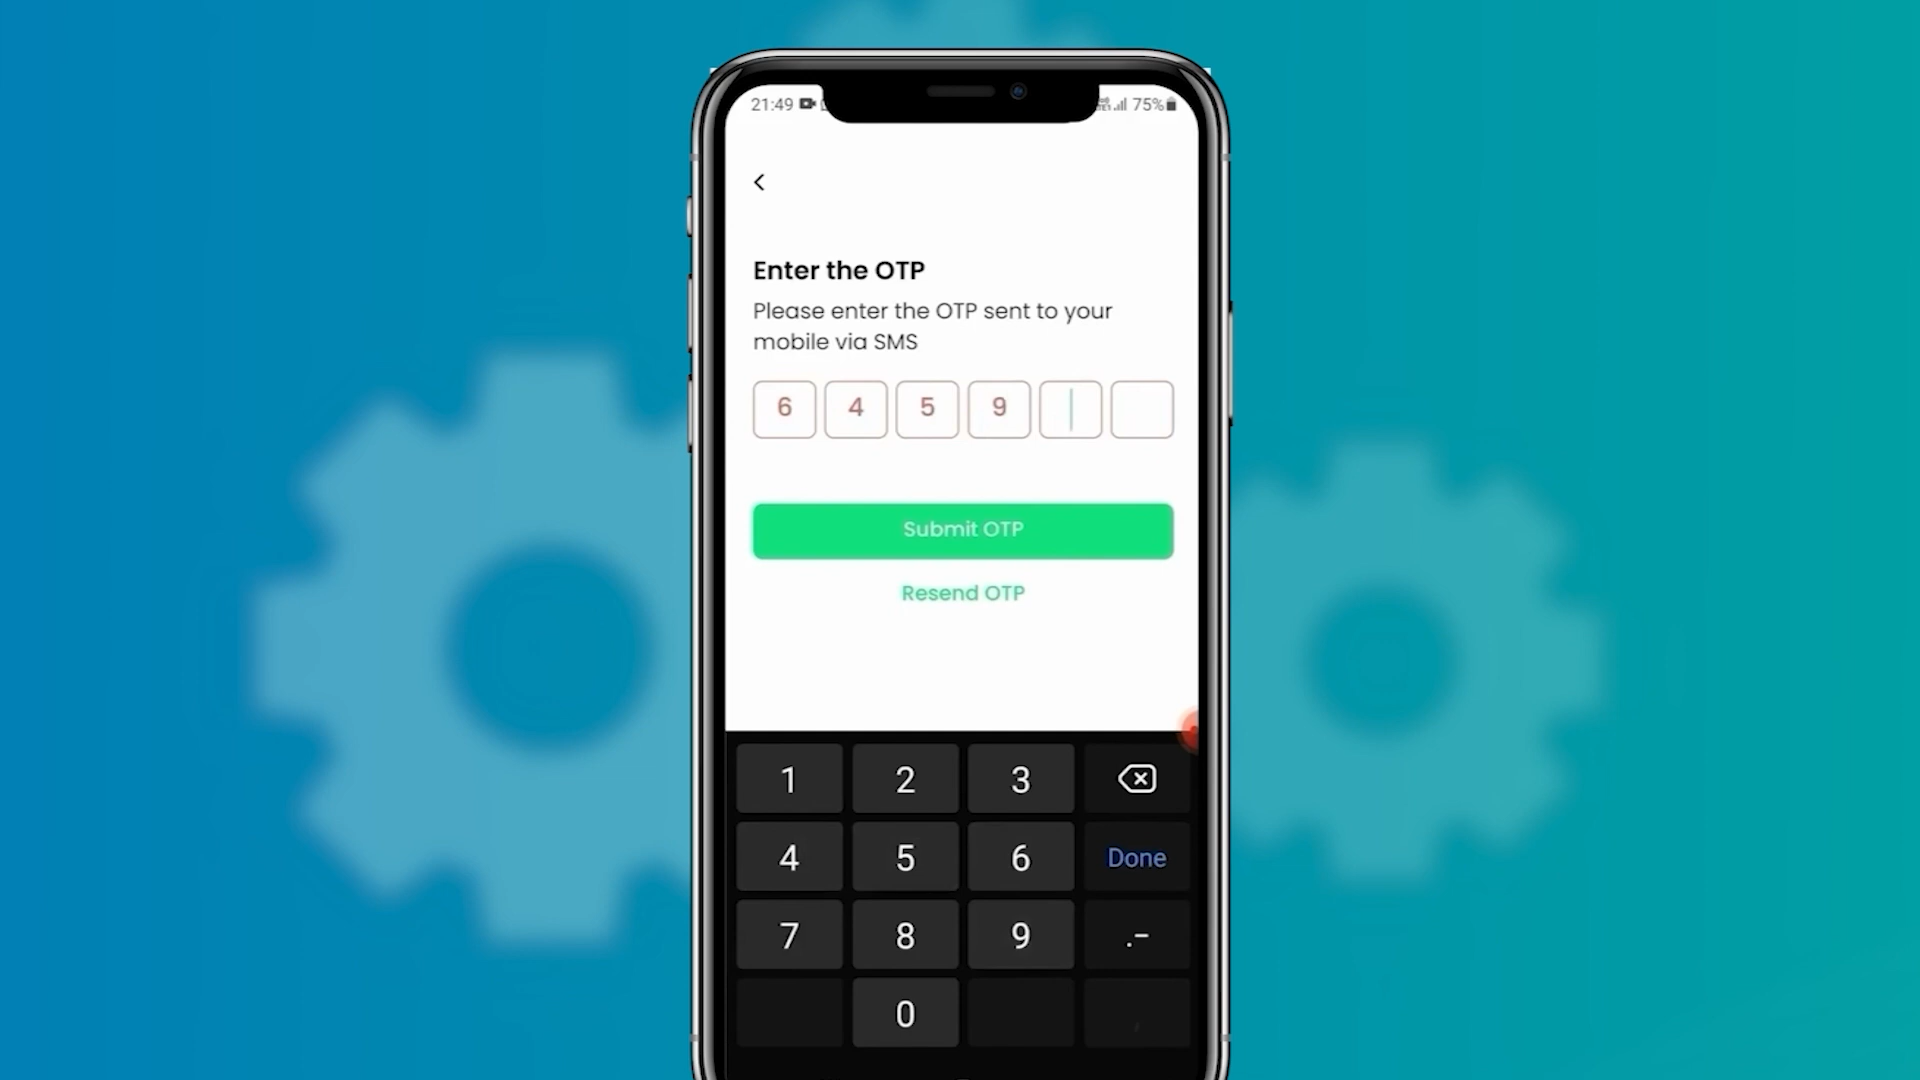 21:49
75%
Enter the OTP
Please enter the OTP sent to your
mobile via SMS
6 4 5 9
Submit OTP
Resend OTP
1 2 3
4 5 6 Done
7 8 9 .-
0 ,